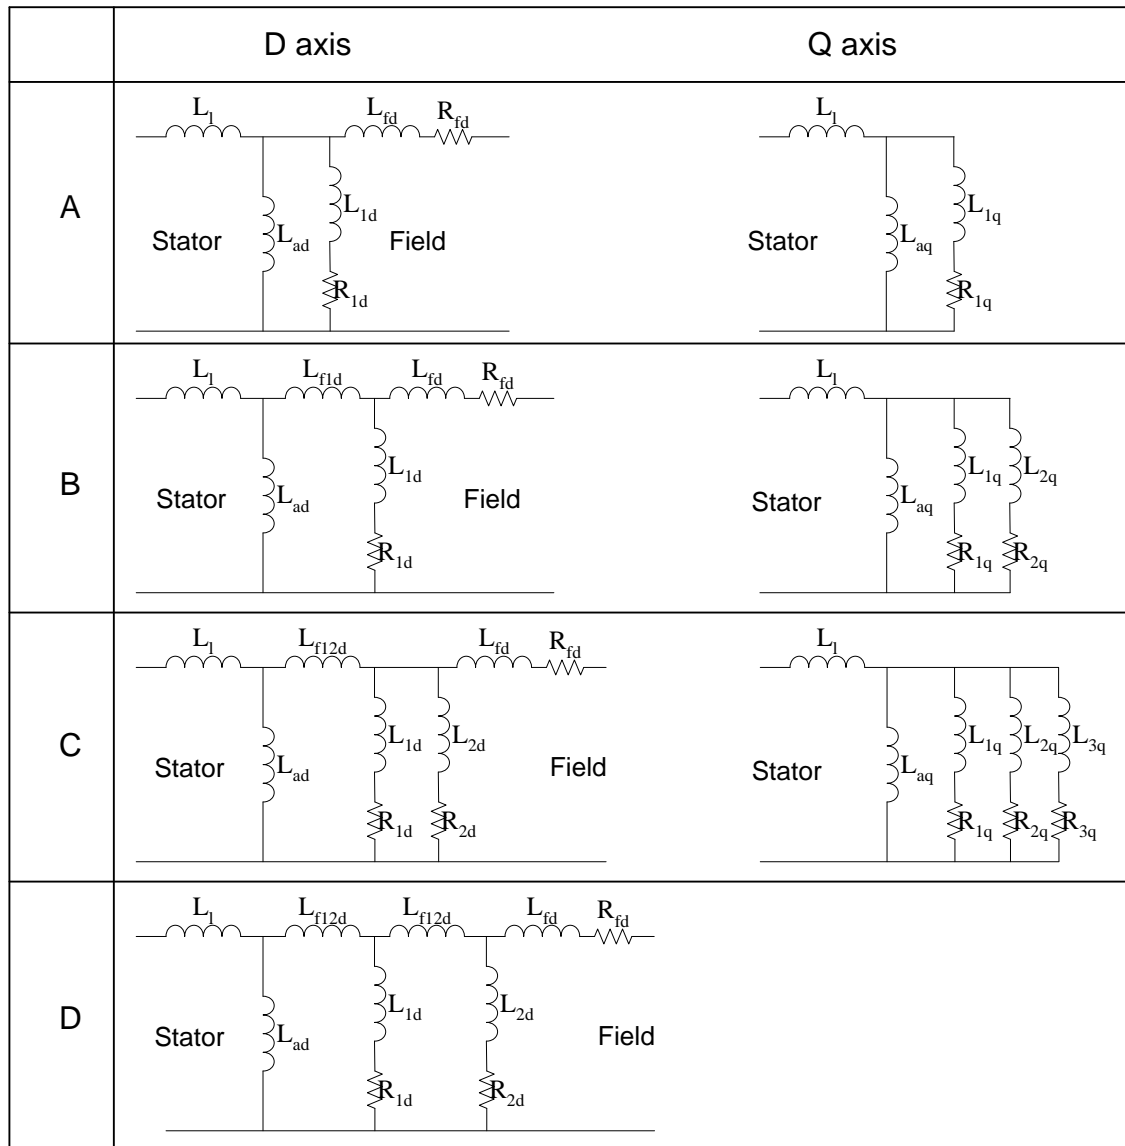 D axis Q axis
A
L_l L_fd R_fd
L_1d
L_ad
R_1d
Stator Field
L_l
L_1q
L_aq
R_1q
Stator
B
L_l L_f1d L_fd R_fd
L_1d
L_ad
R_1d
Stator Field
L_l
L_1q L_2q
L_aq
R_1q R_2q
Stator
C
L_l L_f12d L_fd R_fd
L_1d L_2d
L_ad
R_1d R_2d
Stator Field
L_l
L_1q L_2q L_3q
L_aq
R_1q R_2q R_3q
Stator
D
L_l L_f12d L_f12d L_fd R_fd
L_1d L_2d
L_ad
R_1d R_2d
Stator Field